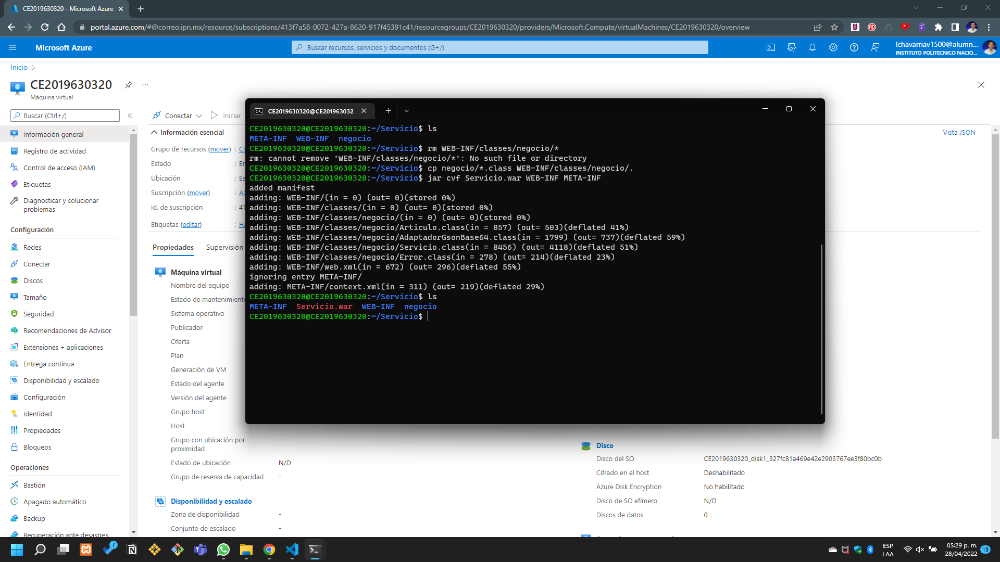 CE2019630320 - Microsoft Azure
portal.azure.com/#@correo.ipn.mx/resource/subscriptions/413f7a58-0072-427a-8620-917f45391c41/resourcegroups/CE2019630320/providers/Microsoft.Compute/virtualMachines/CE2019630320/overview
Microsoft Azure
Buscar recursos, servicios y documentos (G+/)
lchavarriav1500@alumn...
INSTITUTO POLITECNICO NACIO...
Inicio
CE2019630320
Máquina virtual
Buscar (Ctrl+/)
Conectar
Iniciar
Información general
Registro de actividad
Control de acceso (IAM)
Etiquetas
Diagnosticar y solucionar
problemas
Configuración
Redes
Conectar
Discos
Tamaño
Seguridad
Recomendaciones de Advisor
Extensiones + aplicaciones
Entrega continua
Disponibilidad y escalado
Configuración
Identidad
Propiedades
Bloqueos
Operaciones
Bastión
Apagado automático
Backup
Recuperación ante desastres
Información esencial
Vista JSON
Grupo de recursos (mover) : CE
Estado : En
Ubicación : Ea
Suscripción (mover) : Az
Id. de suscripción : 41
Etiquetas (editar) : Ha
Propiedades
Supervisión
Máquina virtual
Nombre del equipo
Estado de mantenimiento
Sistema operativo
Publicador
Oferta
Plan
Generación de VM
Estado del agente
Versión del agente
Grupo host
Host -
Grupo con ubicación por
proximidad -
Estado de ubicación N/D
Grupo de reserva de capacidad -
Disponibilidad y escalado
Zona de disponibilidad -
Conjunto de escalado -
Disco
Disco del SO CE2019630320_disk1_327fc81a469e42e2903767ee3f80bc0b
Cifrado en el host Deshabilitado
Azure Disk Encryption No habilitado
Disco de SO efímero N/D
Discos de datos 0
CE2019630320@CE201963032
CE2019630320@CE2019630320:~/Servicio$ ls
META-INF WEB-INF negocio
CE2019630320@CE2019630320:~/Servicio$ rm WEB-INF/classes/negocio/*
rm: cannot remove 'WEB-INF/classes/negocio/*': No such file or directory
CE2019630320@CE2019630320:~/Servicio$ cp negocio/*.class WEB-INF/classes/negocio/.
CE2019630320@CE2019630320:~/Servicio$ jar cvf Servicio.war WEB-INF META-INF
added manifest
adding: WEB-INF/(in = 0) (out= 0)(stored 0%)
adding: WEB-INF/classes/(in = 0) (out= 0)(stored 0%)
adding: WEB-INF/classes/negocio/(in = 0) (out= 0)(stored 0%)
adding: WEB-INF/classes/negocio/Articulo.class(in = 857) (out= 503)(deflated 41%)
adding: WEB-INF/classes/negocio/AdaptadorGsonBase64.class(in = 1799) (out= 737)(deflated 59%)
adding: WEB-INF/classes/negocio/Servicio.class(in = 8456) (out= 4118)(deflated 51%)
adding: WEB-INF/classes/negocio/Error.class(in = 278) (out= 214)(deflated 23%)
adding: WEB-INF/web.xml(in = 672) (out= 296)(deflated 55%)
ignoring entry META-INF/
adding: META-INF/context.xml(in = 311) (out= 219)(deflated 29%)
CE2019630320@CE2019630320:~/Servicio$ ls
META-INF Servicio.war WEB-INF negocio
CE2019630320@CE2019630320:~/Servicio$
7
ESP
LAA
05:29 p. m.
28/04/2022
19